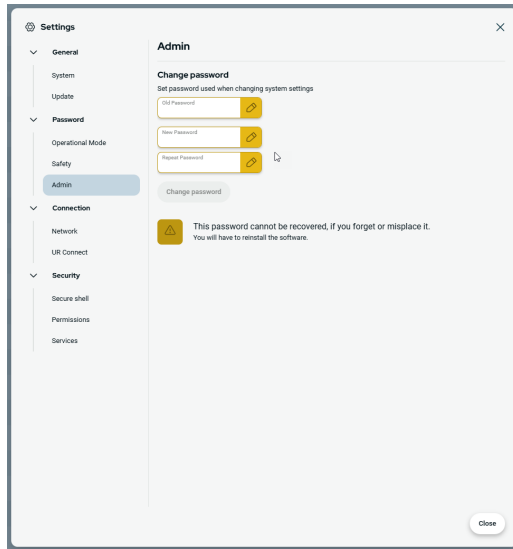 Settings
General
System
Update
Password
Operational Mode
Safety
Admin
Connection
Network
UR Connect
Security
Secure shell
Permissions
Services
Admin
Change password
Set password used when changing system settings
Old Password
New Password
Repeat Password
Change password
This password cannot be recovered, if you forget or misplace it.
You will have to reinstall the software.
Close